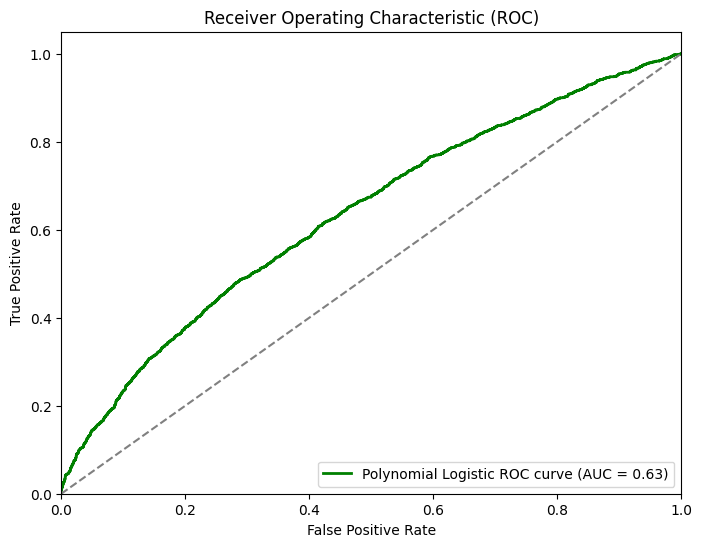 Receiver Operating Characteristic (ROC)
True Positive Rate
1.0
0.8
0.6
0.4
0.2
0.0
0.0 0.2 0.4 0.6 0.8 1.0
False Positive Rate
Polynomial Logistic ROC curve (AUC = 0.63)